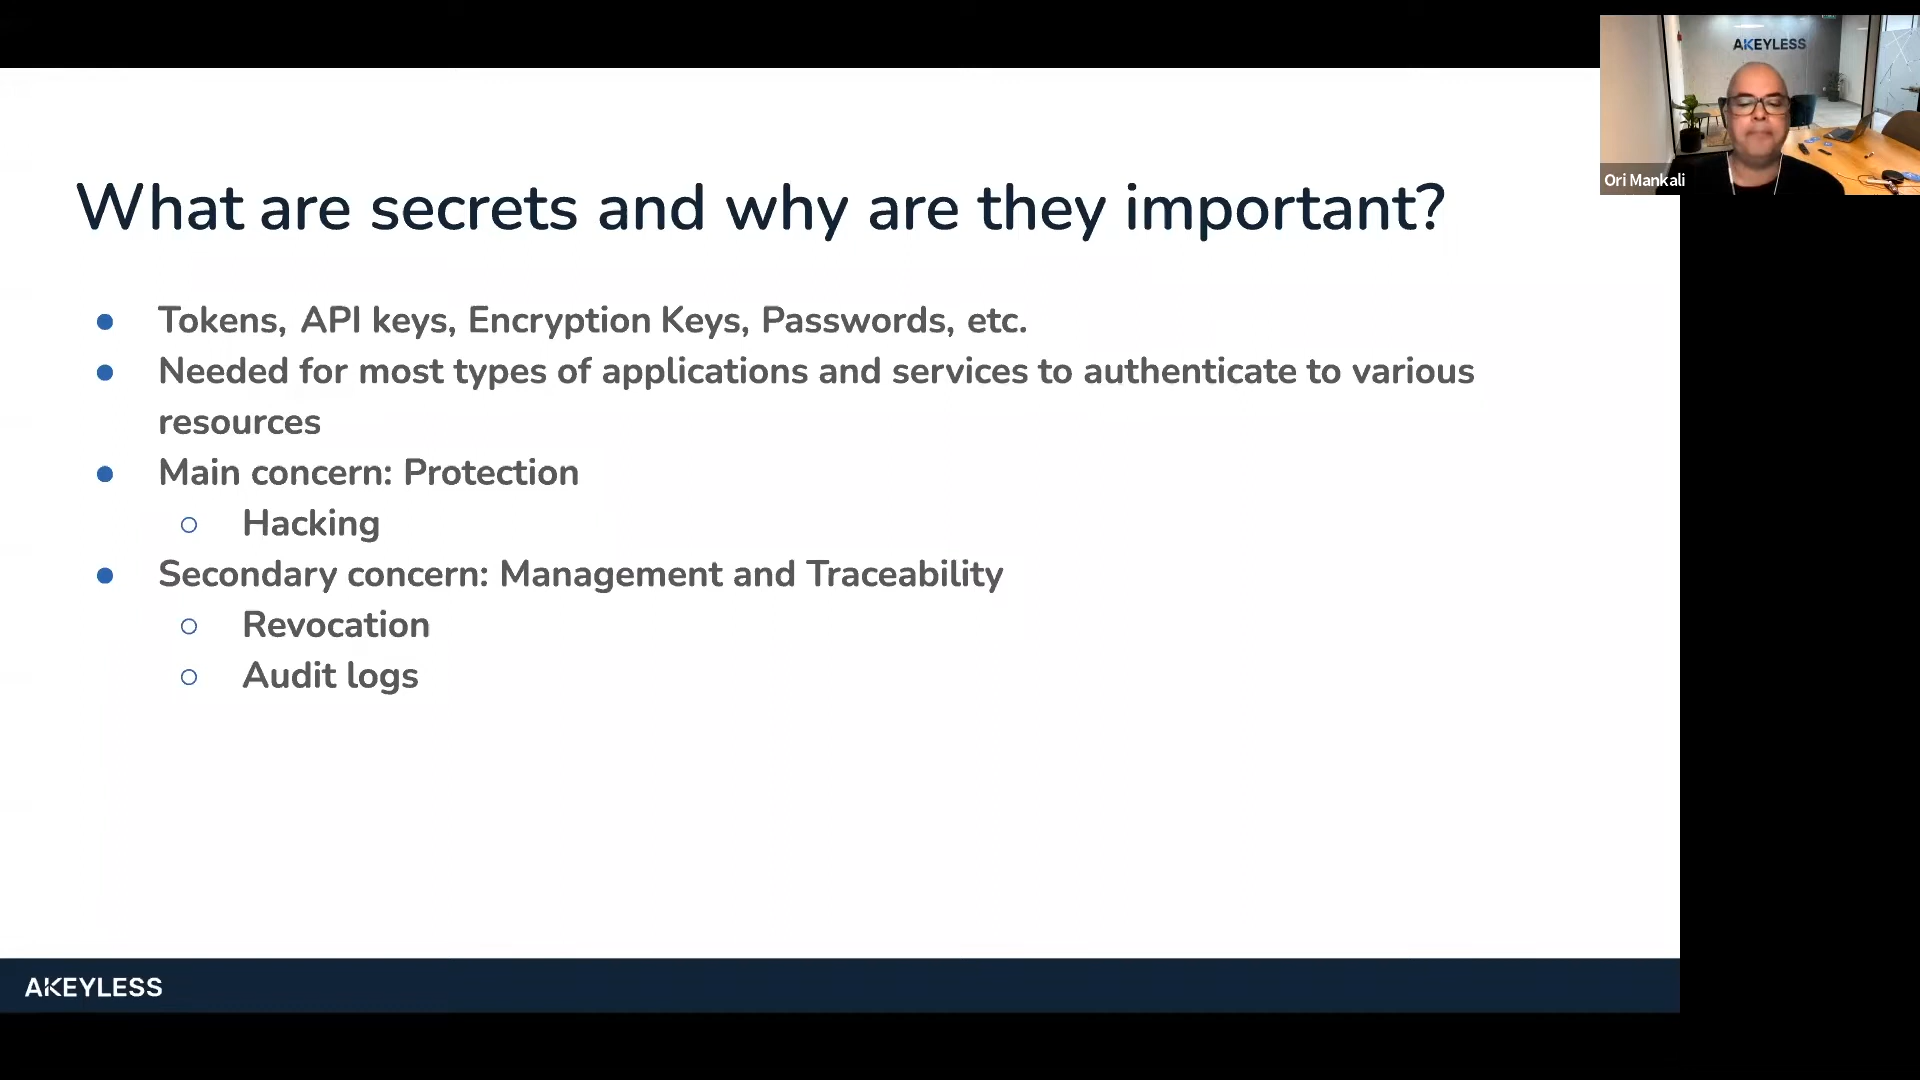 AKEYLESS
Ori Mankali
What are secrets and why are they important?
● Tokens, API keys, Encryption Keys, Passwords, etc.
● Needed for most types of applications and services to authenticate to various
resources
● Main concern: Protection
○ Hacking
● Secondary concern: Management and Traceability
○ Revocation
○ Audit logs
AKEYLESS